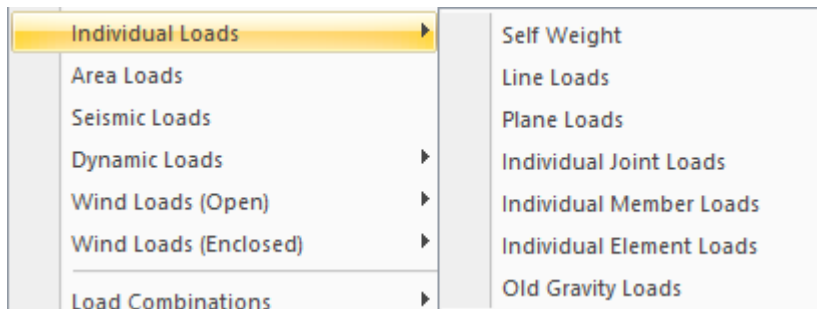 Individual Loads
Area Loads
Seismic Loads
Dynamic Loads
Wind Loads (Open)
Wind Loads (Enclosed)
Load Combinations
Self Weight
Line Loads
Plane Loads
Individual Joint Loads
Individual Member Loads
Individual Element Loads
Old Gravity Loads